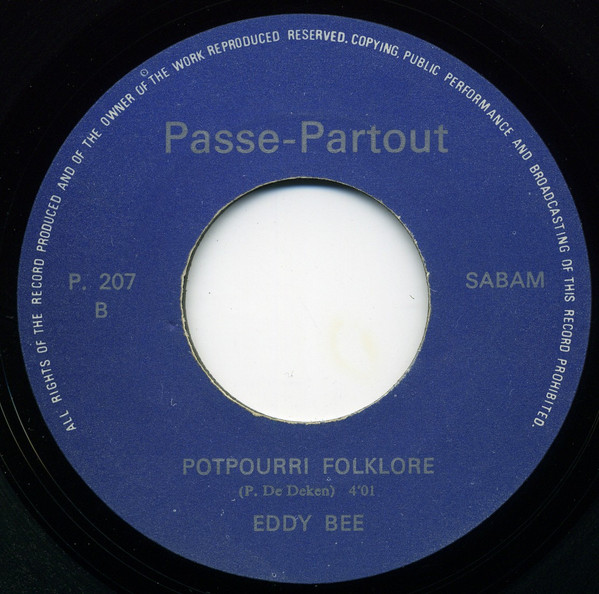 ALL RIGHTS OF THE RECORD PRODUCED AND OF THE OWNER OF THE WORK REPRODUCED RESERVED. COPYING, PUBLIC PERFORMANCE AND BROADCASTING OF THIS RECORD PROHIBITED.
©
Passe-Partout
P. 207
B
SABAM
POTPOURRI FOLKLORE
(P. De Deken) 4'01
EDDY BEE